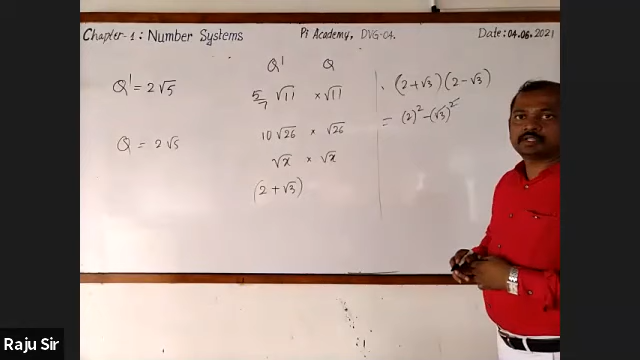 Chapter-1: Number Systems
Pi Academy, DVG-04.
Date: 04.06.2021
Q' = 2√5
Q = 2√5
Q' Q
5/7 √11 × √11
10√26 × √26
√x × √x
(2 + √3)
(2+√3)(2-√3)
= (2)² - (√3)²
Raju Sir